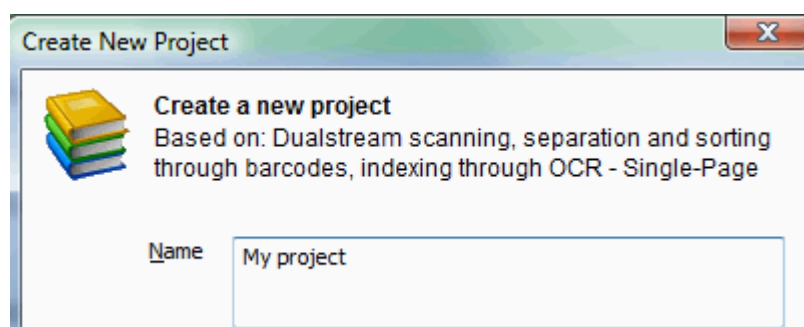 Create New Project
Create a new project
Based on: Dualstream scanning, separation and sorting
through barcodes, indexing through OCR - Single-Page
Name
My project